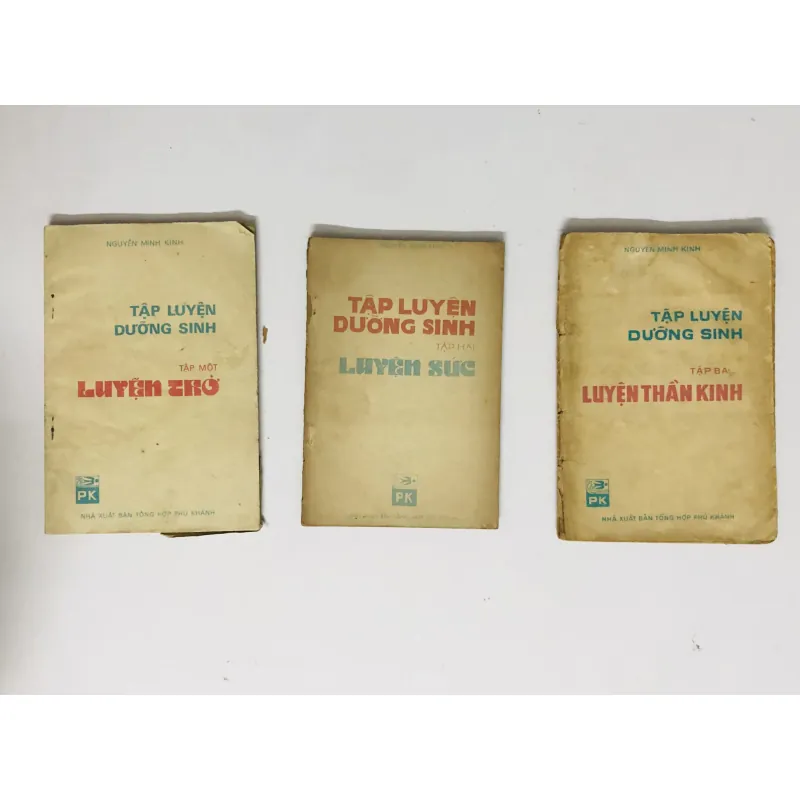 NGUYỄN MINH KÍNH
TẬP LUYỆN
DƯỠNG SINH
TẬP MỘT
LUYỆN THỞ
PK
NHÀ XUẤT BẢN TỔNG HỢP PHÚ KHÁNH
TẬP LUYỆN
DƯỠNG SINH
TẬP HAI
LUYỆN SỨC
PK
NGUYỄN MINH KÍNH
TẬP LUYỆN
DƯỠNG SINH
TẬP BA
LUYỆN THẦN KINH
PK
NHÀ XUẤT BẢN TỔNG HỢP PHÚ KHÁNH